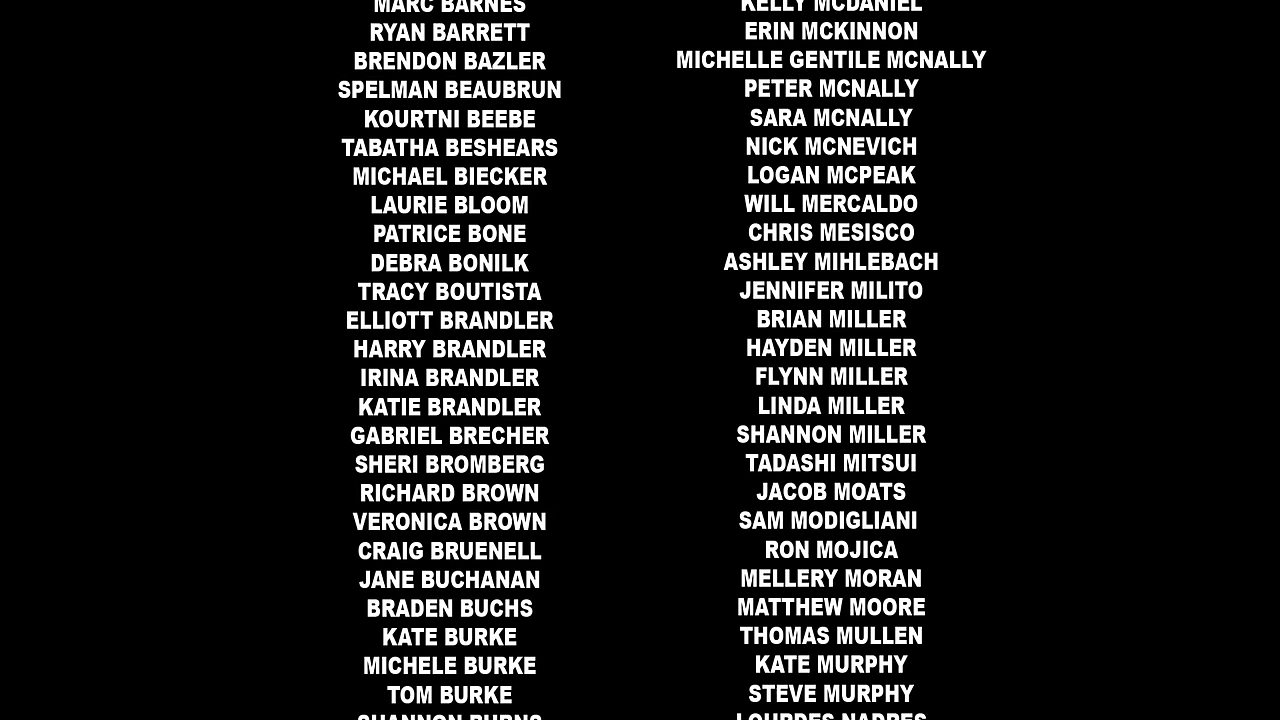 MARC BARNES
RYAN BARRETT
BRENDON BAZLER
SPELMAN BEAUBRUN
KOURTNI BEEBE
TABATHA BESHEARS
MICHAEL BIECKER
LAURIE BLOOM
PATRICE BONE
DEBRA BONILK
TRACY BOUTISTA
ELLIOTT BRANDLER
HARRY BRANDLER
IRINA BRANDLER
KATIE BRANDLER
GABRIEL BRECHER
SHERI BROMBERG
RICHARD BROWN
VERONICA BROWN
CRAIG BRUENELL
JANE BUCHANAN
BRADEN BUCHS
KATE BURKE
MICHELE BURKE
TOM BURKE
SHANNON BURNS
KELLY MCDANIEL
ERIN MCKINNON
MICHELLE GENTILE MCNALLY
PETER MCNALLY
SARA MCNALLY
NICK MCNEVICH
LOGAN MCPEAK
WILL MERCALDO
CHRIS MESISCO
ASHLEY MIHLEBACH
JENNIFER MILITO
BRIAN MILLER
HAYDEN MILLER
FLYNN MILLER
LINDA MILLER
SHANNON MILLER
TADASHI MITSUI
JACOB MOATS
SAM MODIGLIANI
RON MOJICA
MELLERY MORAN
MATTHEW MOORE
THOMAS MULLEN
KATE MURPHY
STEVE MURPHY
LOURDES NADRES